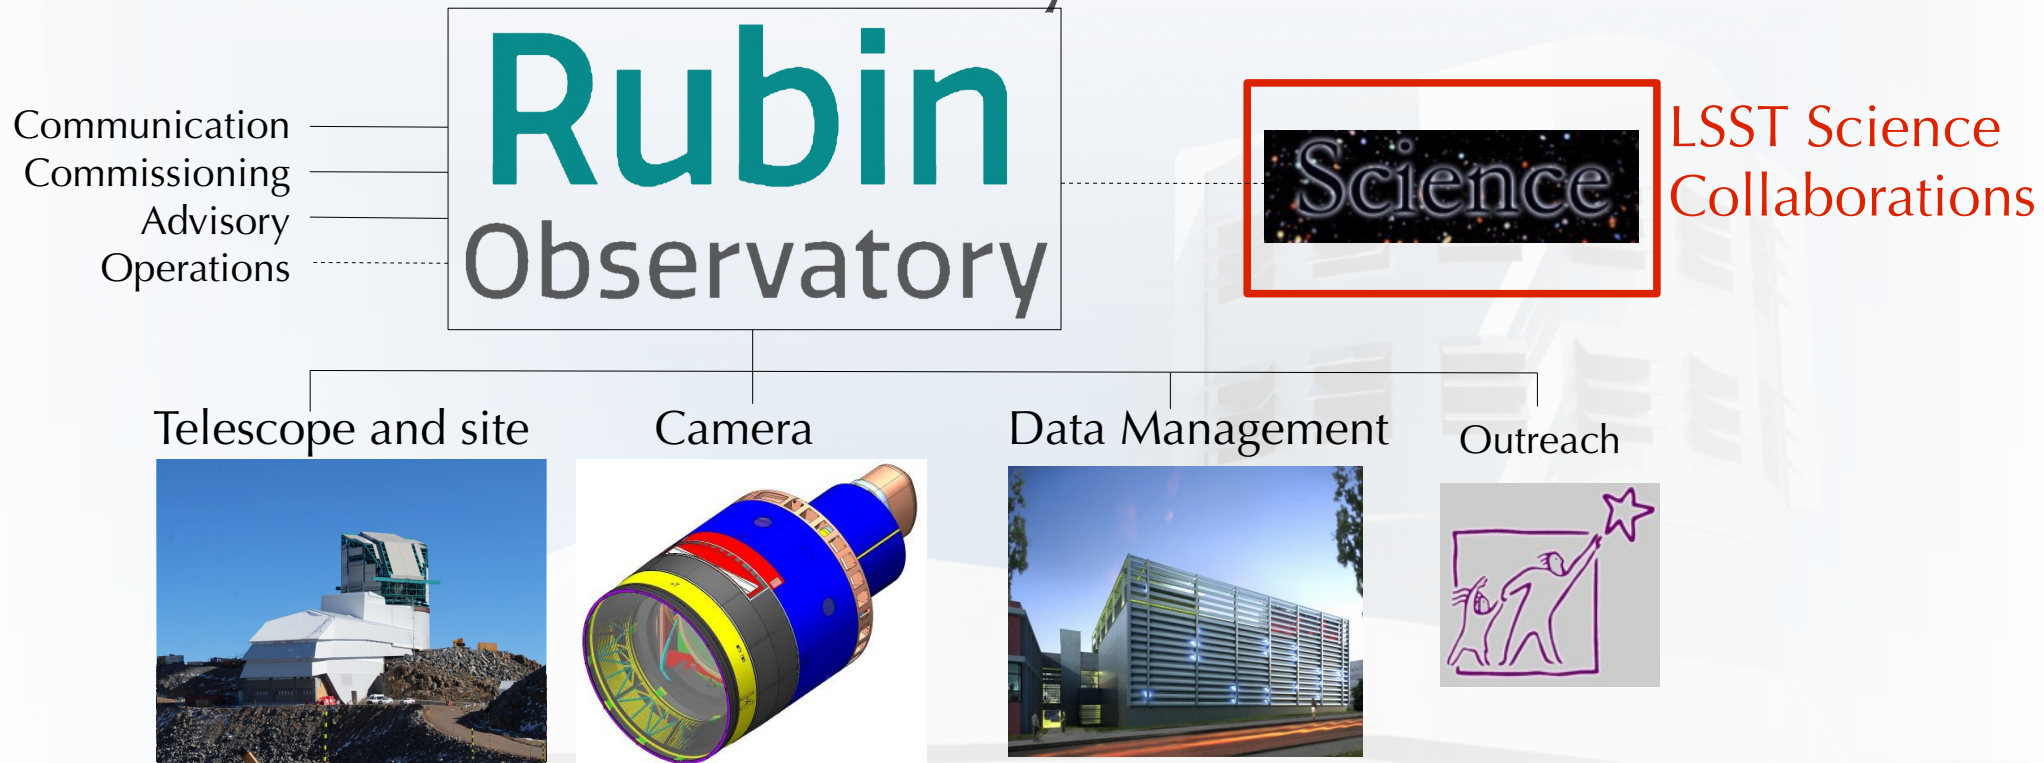 Communication
Commissioning
Advisory
Operations
Rubin
Observatory
Science
LSST Science
Collaborations
Telescope and site
Camera
Data Management
Outreach